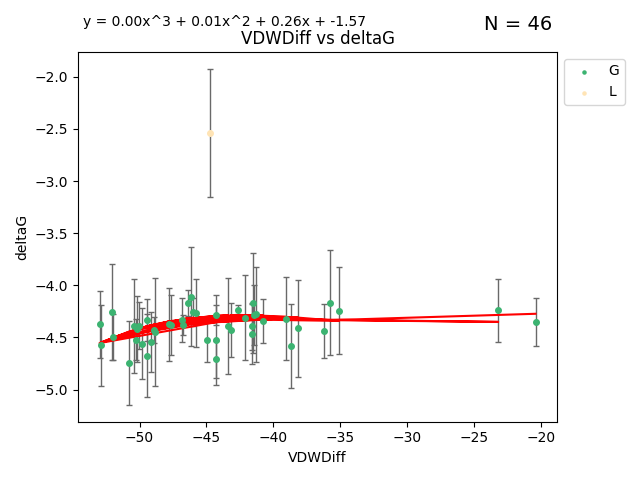 y = 0.00x^3 + 0.01x^2 + 0.26x + -1.57
N = 46
VDWDiff vs deltaG
G
L
deltaG
−2.0
−2.5
−3.0
−3.5
−4.0
−4.5
−5.0
−50 −45 −40 −35 −30 −25 −20
VDWDiff